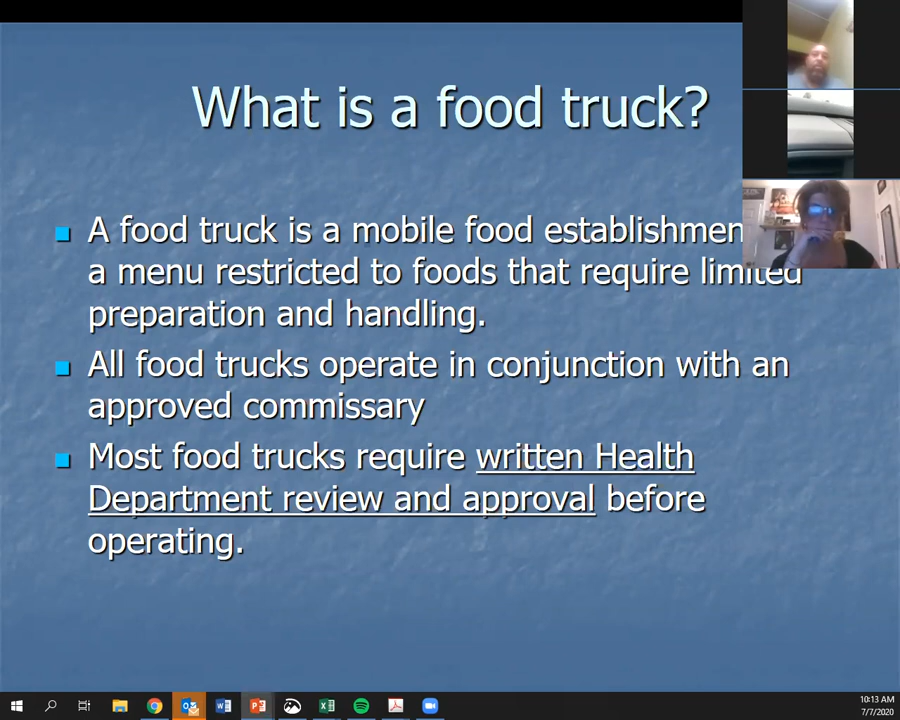 What is a food truck?
A food truck is a mobile food establishmen
a menu restricted to foods that require limited
preparation and handling.
All food trucks operate in conjunction with an
approved commissary
Most food trucks require written Health
Department review and approval before
operating.
10:13 AM
7/7/2020